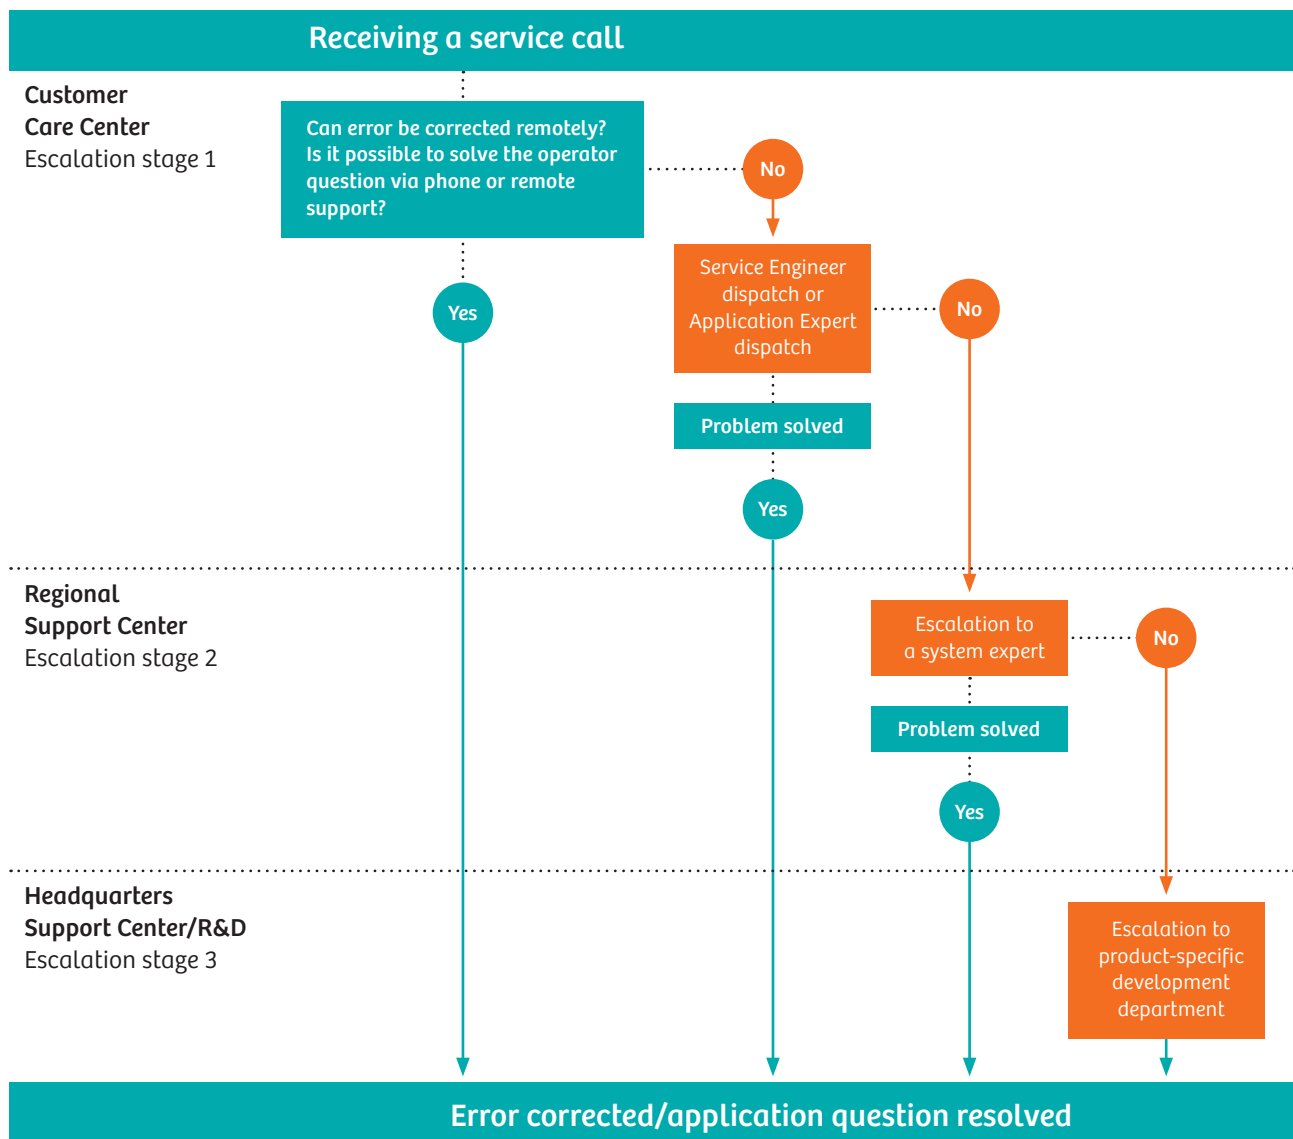 Receiving a service call
Customer
Care Center
Escalation stage 1
Can error be corrected remotely?
Is it possible to solve the operator
question via phone or remote
support?
No
Service Engineer
dispatch or
Application Expert
dispatch
No
Yes
Problem solved
Yes
Regional
Support Center
Escalation stage 2
Escalation to
a system expert
No
Problem solved
Yes
Headquarters
Support Center/R&D
Escalation stage 3
Escalation to
product-specific
development
department
Error corrected/application question resolved